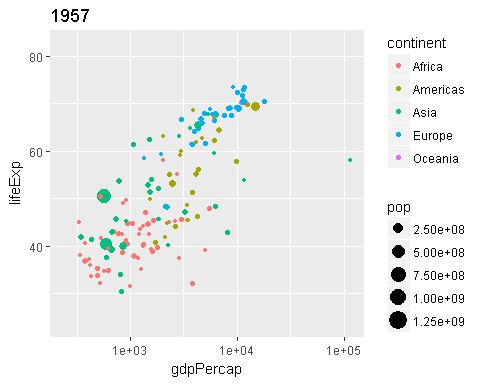 1957
lifeExp
80
60
40
1e+03
1e+04
1e+05
gdpPercap
continent
Africa
Americas
Asia
Europe
Oceania
pop
2.50e+08
5.00e+08
7.50e+08
1.00e+09
1.25e+09